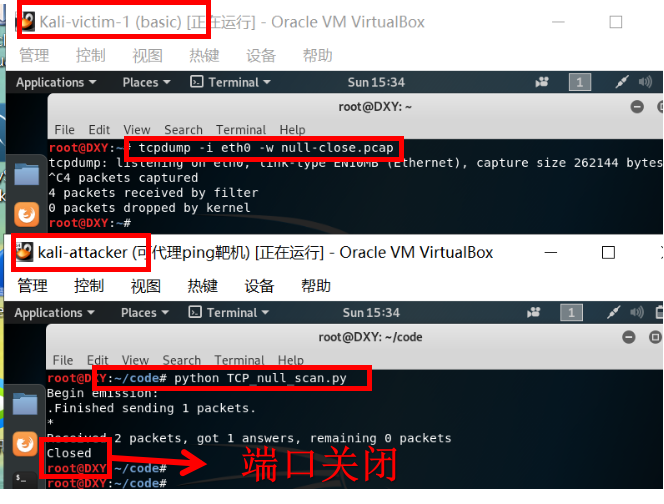 Kali-victim-1 (basic) [正在运行] - Oracle VM VirtualBox
管理 控制 视图 热键 设备 帮助
Applications Places Terminal Sun 15:34 1
root@DXY: ~
File Edit View Search Terminal Help
root@DXY:~# tcpdump -i eth0 -w null-close.pcap
tcpdump: listening on eth0, link-type EN10MB (Ethernet), capture size 262144 bytes
^C4 packets captured
4 packets received by filter
0 packets dropped by kernel
root@DXY:~#
kali-attacker (可代理ping靶机) [正在运行] - Oracle VM VirtualBox
管理 控制 视图 热键 设备 帮助
Applications Places Terminal Sun 15:34 1
root@DXY: ~/code
File Edit View Search Terminal Help
root@DXY:~/code# python TCP_null_scan.py
Begin emission:
.Finished sending 1 packets.
*
Received 2 packets, got 1 answers, remaining 0 packets
Closed
端口关闭
root@DXY:~/code#
root@DXY:~/code#